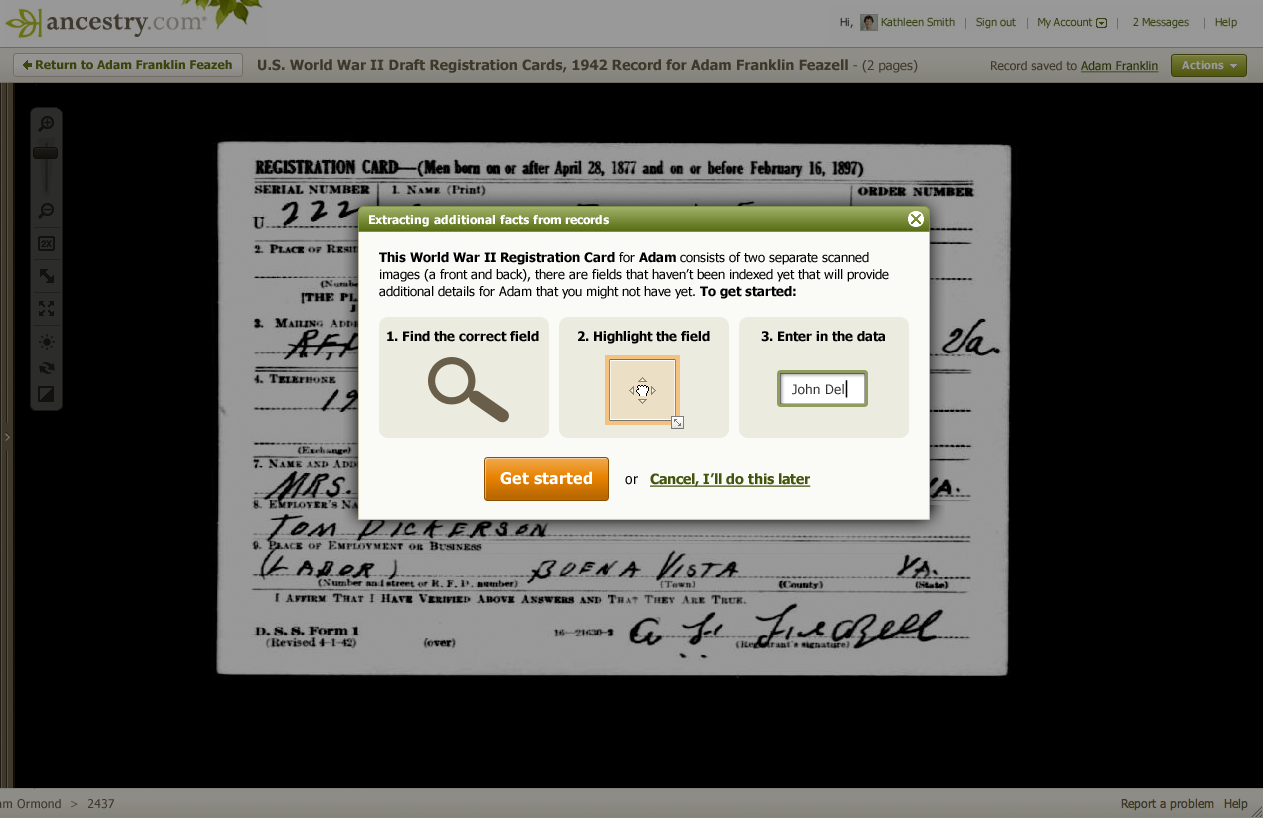 ancestry.com
Hi, Kathleen Smith | Sign out | My Account | 2 Messages | Help
Return to Adam Franklin Feazeh
U.S. World War II Draft Registration Cards, 1942 Record for Adam Franklin Feazell - (2 pages)
Record saved to Adam Franklin
Actions
REGISTRATION CARD—(Men born on or after April 28, 1877 and on or before February 16, 1897)
SERIAL NUMBER 1. NAME (Print) ORDER NUMBER
U 222
2. PLACE OF RESI
(Numbe
[THE PL
3. MAILING ADDR
Va.
4. TELEPHONE
19
(Exchange)
7. NAME AND ADD
MRS. VA.
8. EMPLOYER'S NA
TOM DICKERSON
9. PLACE OF EMPLOYMENT OR BUSINESS
(LABOR) BUENA VISTA VA.
(Number and street or R. F. D. number) (Town) (County) (State)
I AFFIRM THAT I HAVE VERIFIED ABOVE ANSWERS AND THAT THEY ARE TRUE.
D. S. S. Form 1
(Revised 4-1-42) (over) 16—21630-2 (Registrant's signature)
Extracting additional facts from records
This World War II Registration Card for Adam consists of two separate scanned
images (a front and back), there are fields that haven't been indexed yet that will provide
additional details for Adam that you might not have yet. To get started:
1. Find the correct field
2. Highlight the field
3. Enter in the data
John Del
Get started or Cancel, I'll do this later
2X
am Ormond > 2437
Report a problem Help